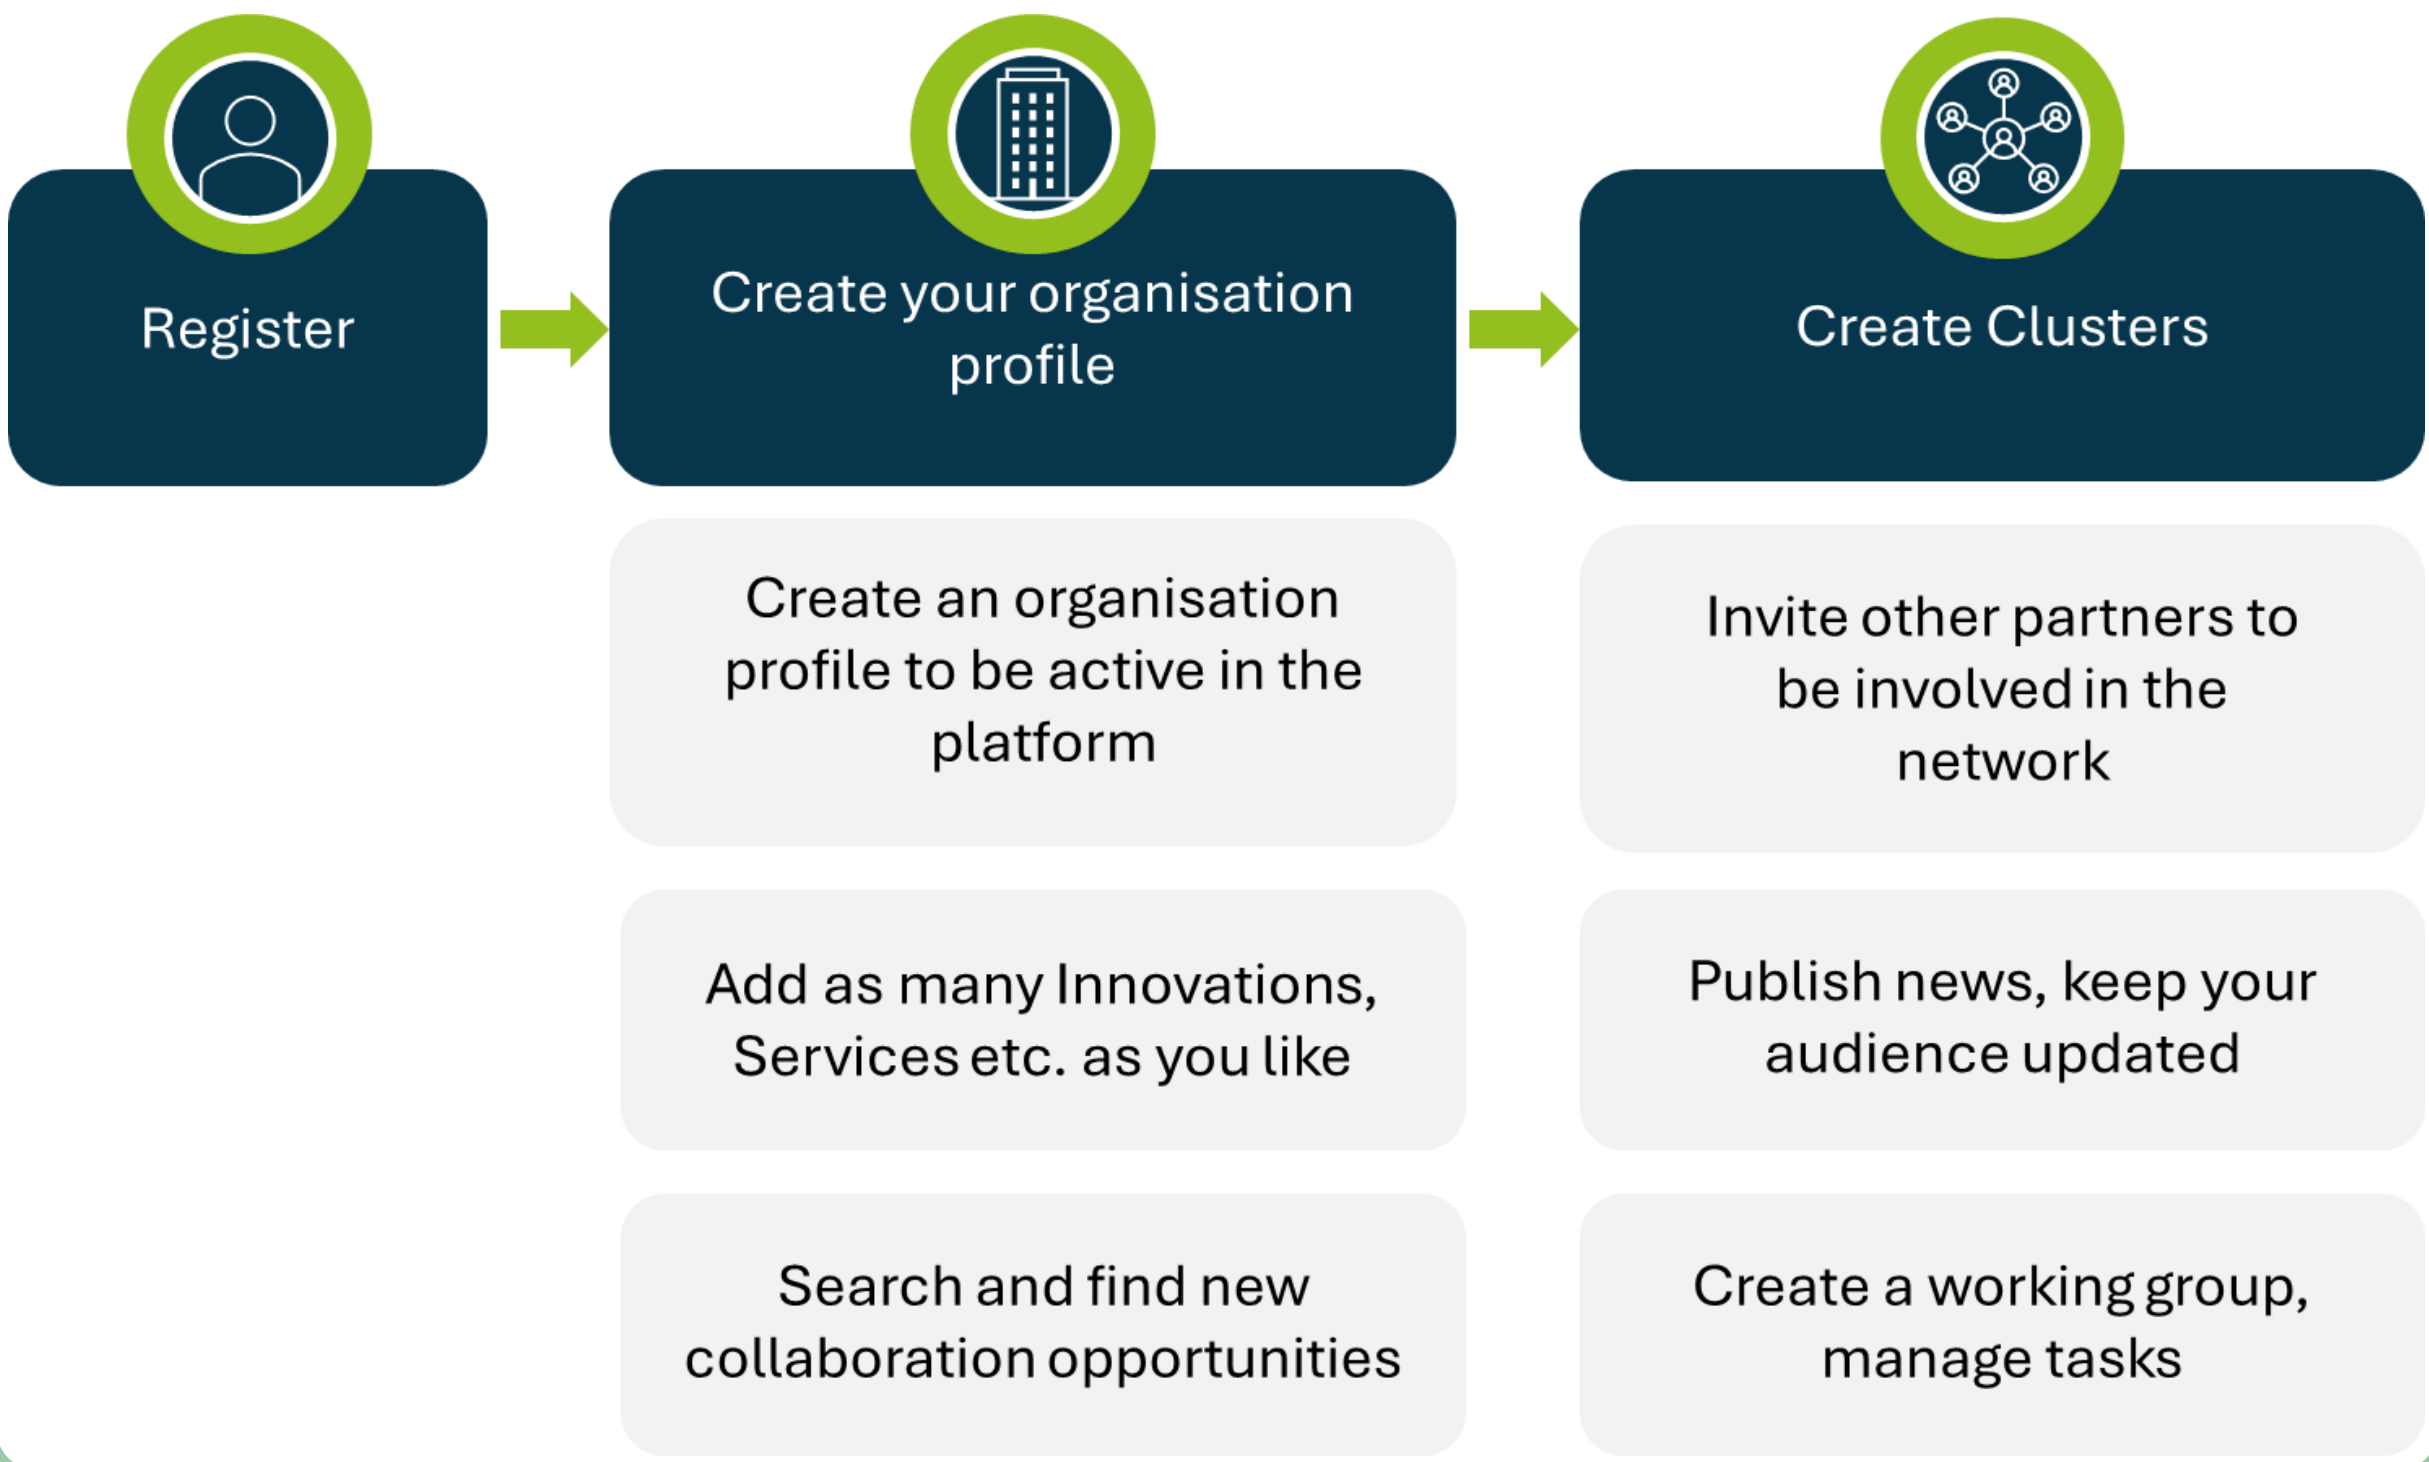 Register
Create your organisation
profile
Create Clusters
Create an organisation
profile to be active in the
platform
Add as many Innovations,
Services etc. as you like
Search and find new
collaboration opportunities
Invite other partners to
be involved in the
network
Publish news, keep your
audience updated
Create a working group,
manage tasks